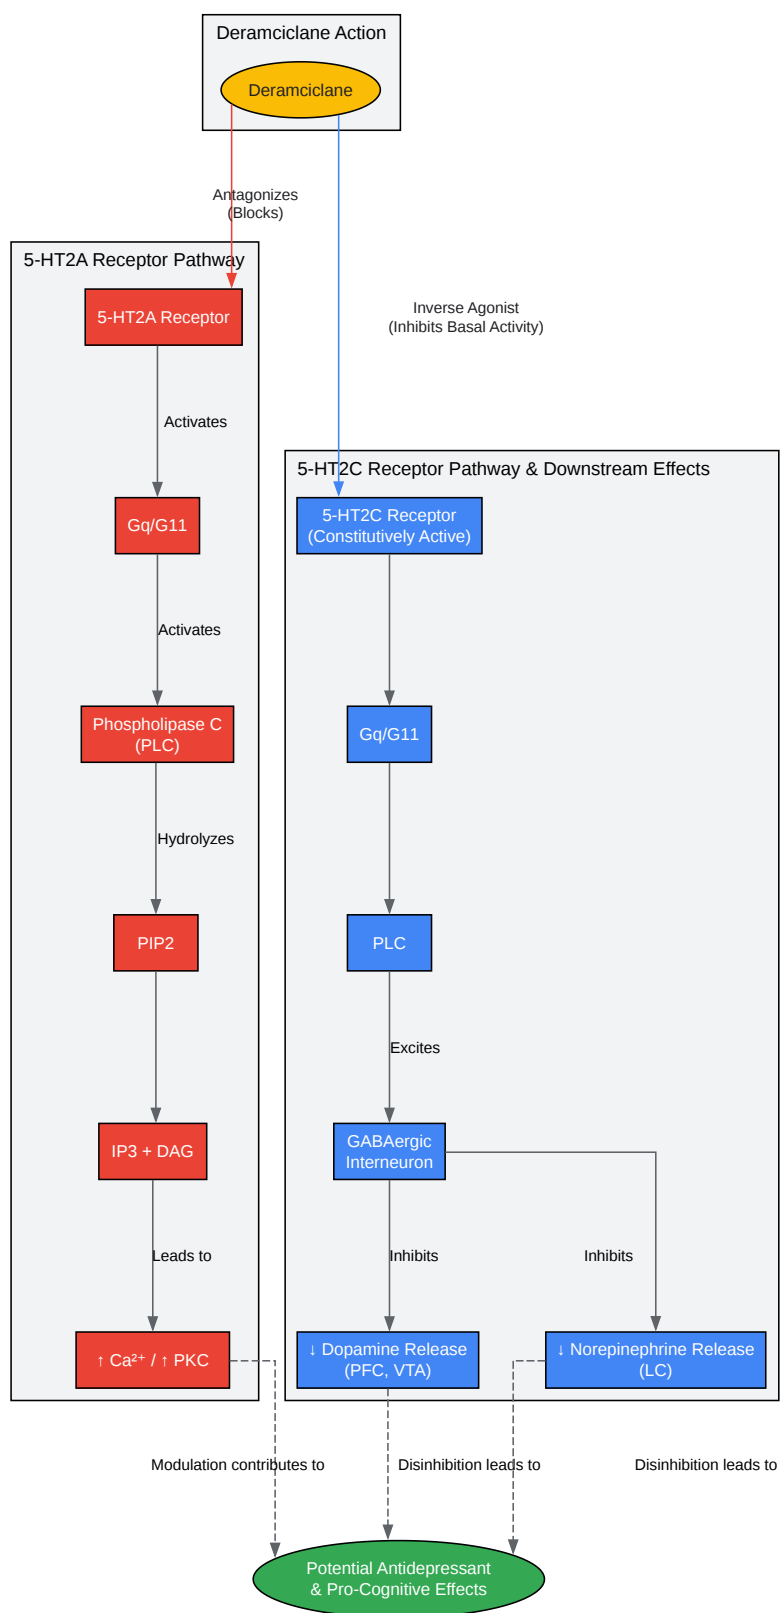 Deramciclane Action
Deramciclane
Antagonizes
(Blocks)
5-HT2A Receptor Pathway
5-HT2A Receptor
Inverse Agonist
(Inhibits Basal Activity)
Activates
5-HT2C Receptor Pathway & Downstream Effects
Gq/G11
5-HT2C Receptor
(Constitutively Active)
Activates
Phospholipase C
(PLC)
Gq/G11
Hydrolyzes
PIP2
PLC
Excites
IP3 + DAG
GABAergic
Interneuron
Leads to
Inhibits
Inhibits
↑ Ca²⁺ / ↑ PKC
↓ Dopamine Release
(PFC, VTA)
↓ Norepinephrine Release
(LC)
Modulation contributes to
Disinhibition leads to
Disinhibition leads to
Potential Antidepressant
& Pro-Cognitive Effects